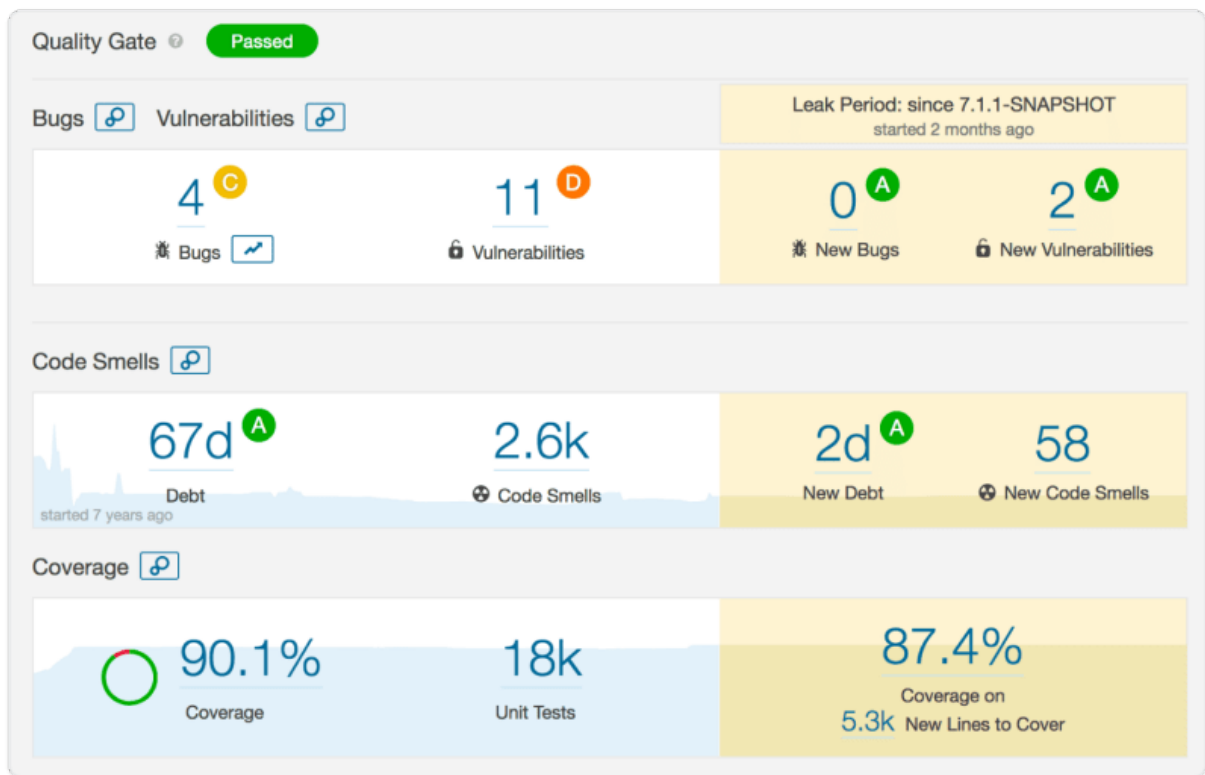 Quality Gate ? Passed
Leak Period: since 7.1.1-SNAPSHOT
started 2 months ago
Bugs Vulnerabilities
4 C 11 D 0 A 2 A
Bugs Vulnerabilities New Bugs New Vulnerabilities
Code Smells
67d A 2.6k 2d A 58
Debt Code Smells New Debt New Code Smells
started 7 years ago
Coverage
90.1% 18k 87.4%
Coverage Unit Tests Coverage on
5.3k New Lines to Cover